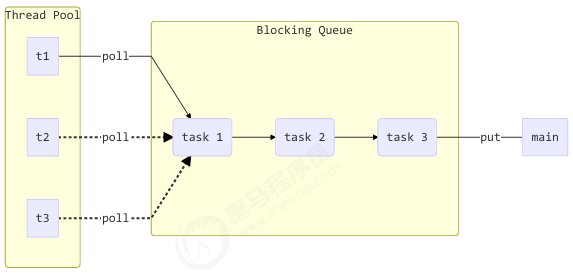 Thread Pool
Blocking Queue
t1
poll
t2
poll
task 1
task 2
task 3
put
main
t3
poll
黑马程序员
www.itheima.com